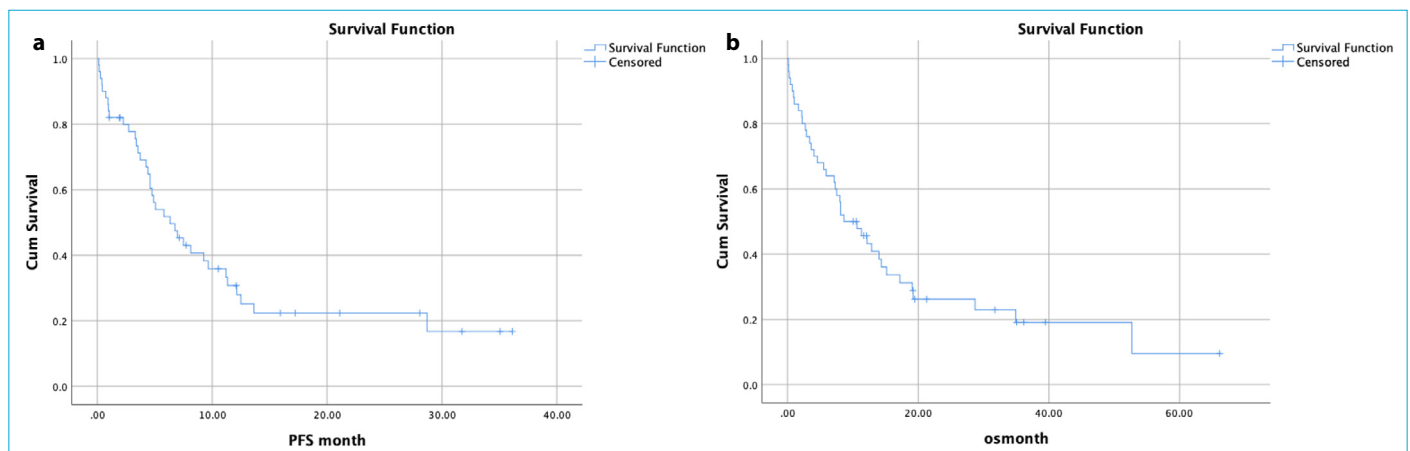 a
Survival Function
Survival Function
Censored
Cum Survival
1.0
0.8
0.6
0.4
0.2
0.0
.00
10.00
20.00
30.00
40.00
PFS month
b
Survival Function
Survival Function
Censored
Cum Survival
1.0
0.8
0.6
0.4
0.2
0.0
.00
20.00
40.00
60.00
osmonth